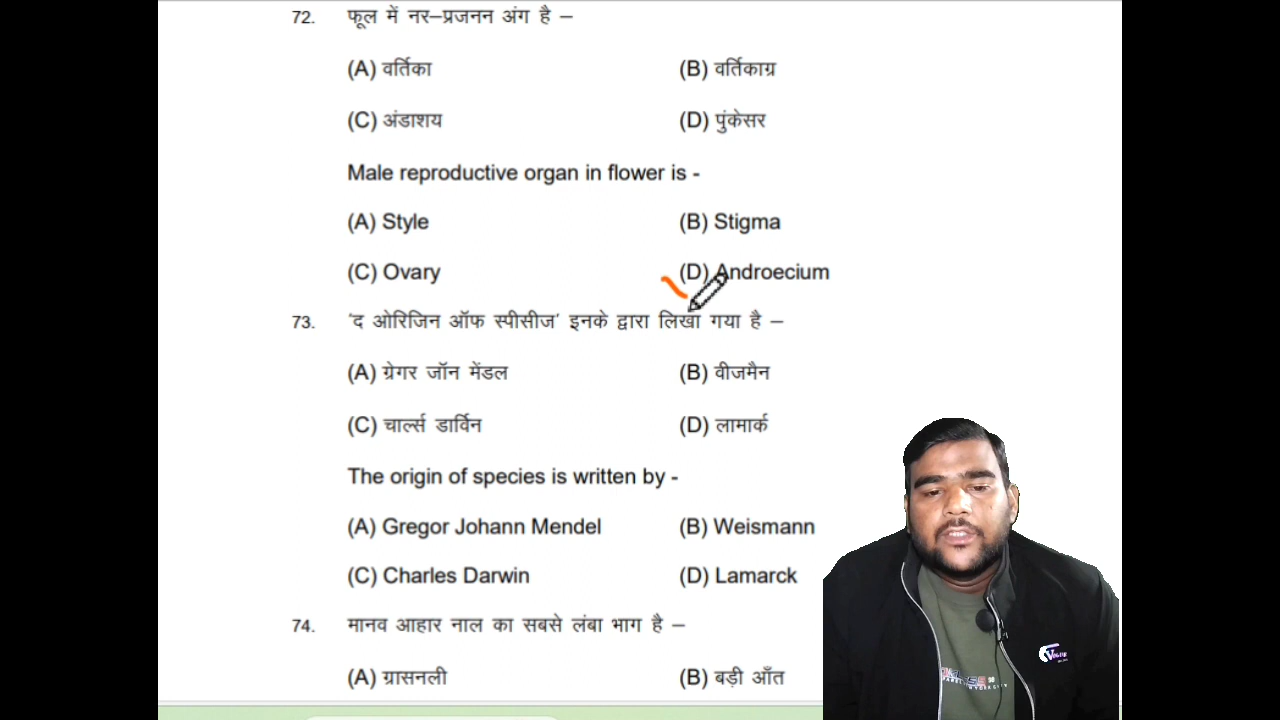 72. फूल में नर–प्रजनन अंग है –
(A) वर्तिका (B) वर्तिकाग्र
(C) अंडाशय (D) पुंकेसर
Male reproductive organ in flower is -
(A) Style (B) Stigma
(C) Ovary (D) Androecium
73. 'द ओरिजिन ऑफ स्पीसीज' इनके द्वारा लिखा गया है –
(A) ग्रेगर जॉन मेंडल (B) वीजमैन
(C) चार्ल्स डार्विन (D) लामार्क
The origin of species is written by -
(A) Gregor Johann Mendel (B) Weismann
(C) Charles Darwin (D) Lamarck
74. मानव आहार नाल का सबसे लंबा भाग है –
(A) ग्रासनली (B) बड़ी आँत